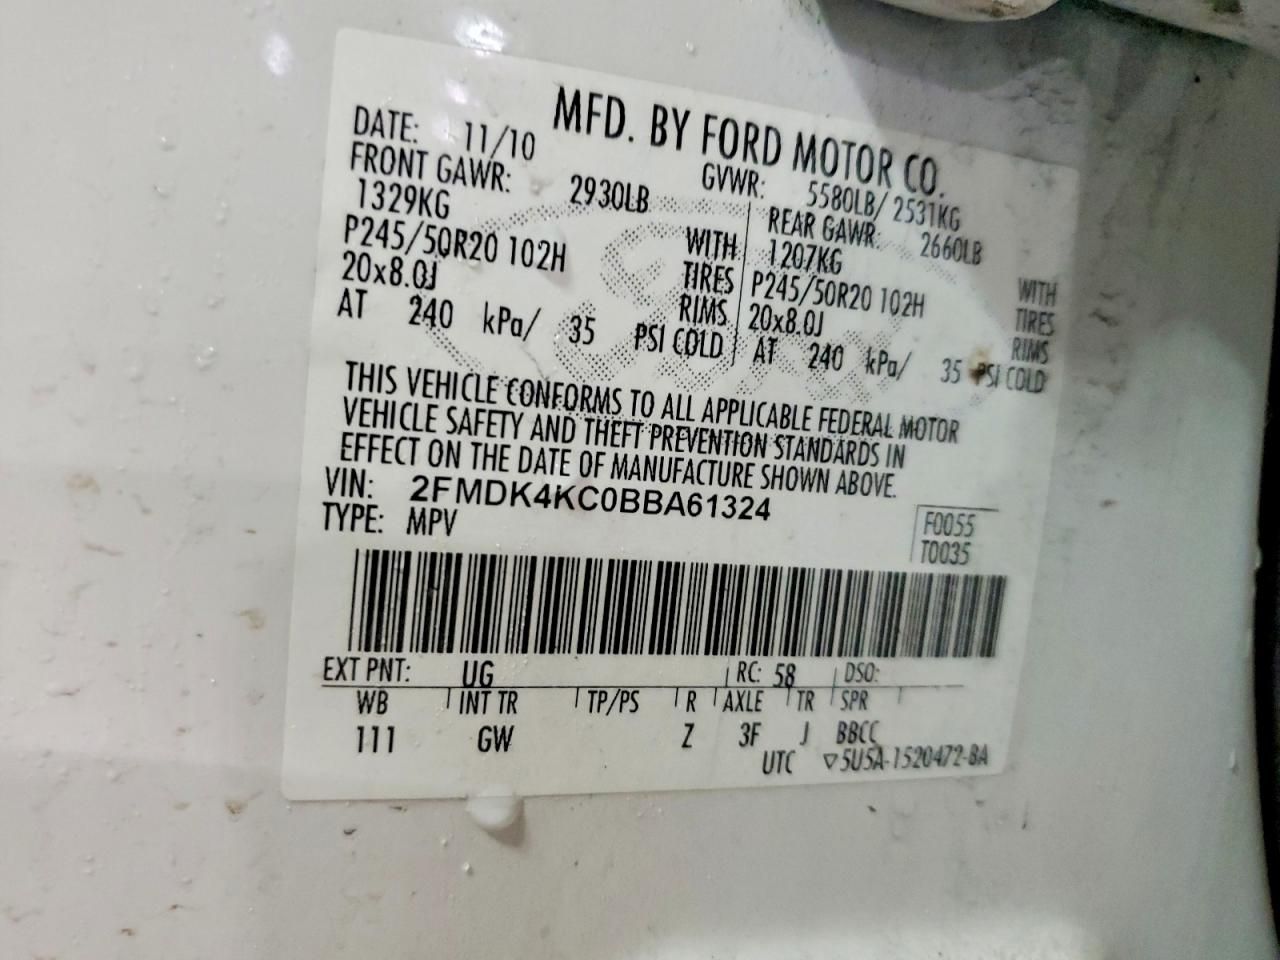 MFD. BY FORD MOTOR CO.
DATE: 11/10 GVWR: 5580LB/ 2531KG
FRONT GAWR: 2930LB REAR GAWR: 2660LB
1329KG WITH 1207KG WITH
P245/50R20 102H TIRES P245/50R20 102H TIRES
20x8.0J RIMS 20x8.0J RIMS
AT 240 kPa/ 35 PSI COLD AT 240 kPa/ 35 PSI COLD
THIS VEHICLE CONFORMS TO ALL APPLICABLE FEDERAL MOTOR
VEHICLE SAFETY AND THEFT PREVENTION STANDARDS IN
EFFECT ON THE DATE OF MANUFACTURE SHOWN ABOVE.
VIN: 2FMDK4KC0BBA61324
TYPE: MPV
F0055
T0035
EXT PNT: UG RC: 58 DSO:
WB INT TR TP/PS R AXLE TR SPR
111 GW Z 3F J BBCC
UTC ▽5U5A-1520472-BA